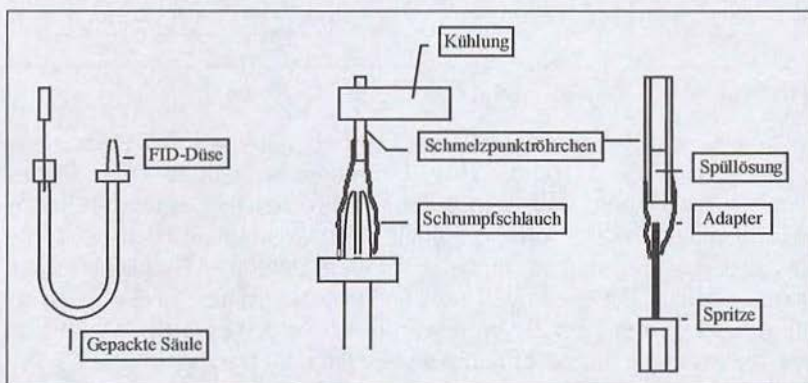 Kühlung
FID-Düse
Schmelzpunktröhrchen
Spüllösung
Schrumpfschlauch
Adapter
Spritze
Gepackte Säule